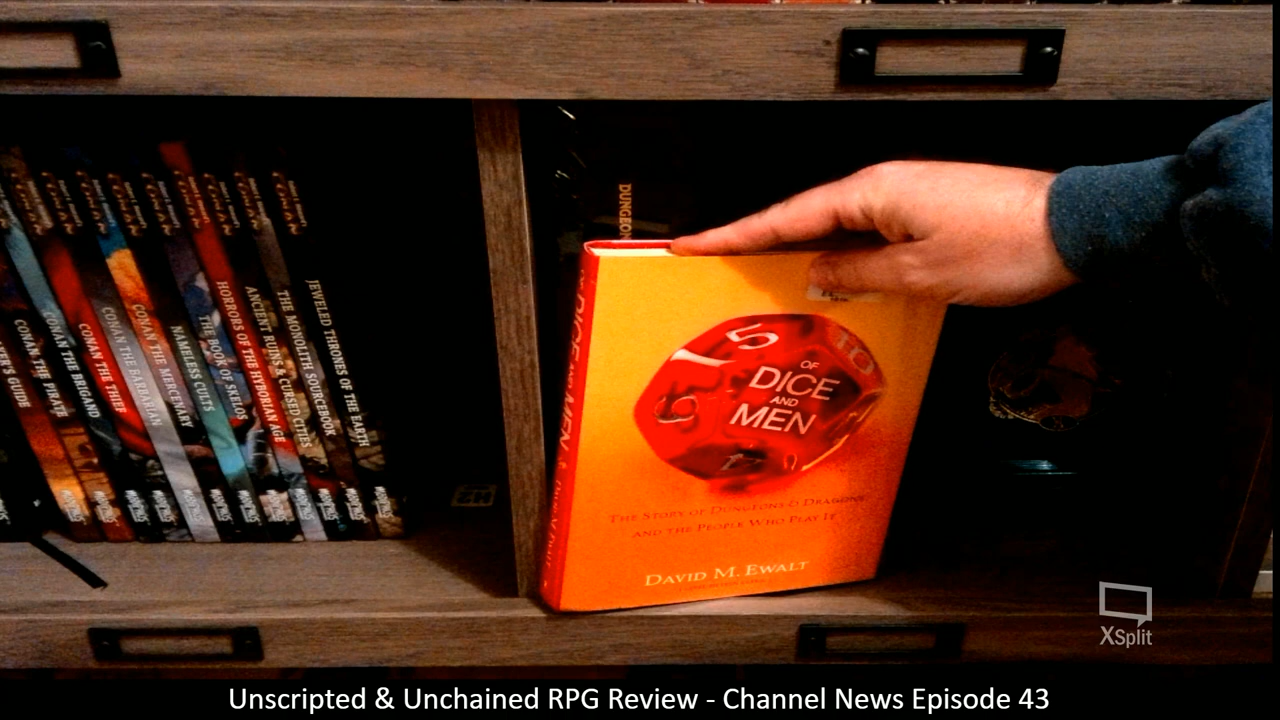 CONAN THE PIRATE
CONAN THE BRIGAND
CONAN THE THIEF
CONAN THE BARBARIAN
CONAN THE MERCENARY
NAMELESS CULTS
THE BOOK OF SKELOS
HORRORS OF THE HYBORIAN AGE
ANCIENT RUINS & CURSED CITIES
THE MONOLITH SOURCEBOOK
JEWELED THRONES OF THE EARTH
DUNGEON
OF DICE AND MEN
5
10
OF
DICE
AND
MEN
THE STORY OF DUNGEONS & DRAGONS
AND THE PEOPLE WHO PLAY IT
DAVID M. EWALT
XSplit
Unscripted & Unchained RPG Review - Channel News Episode 43